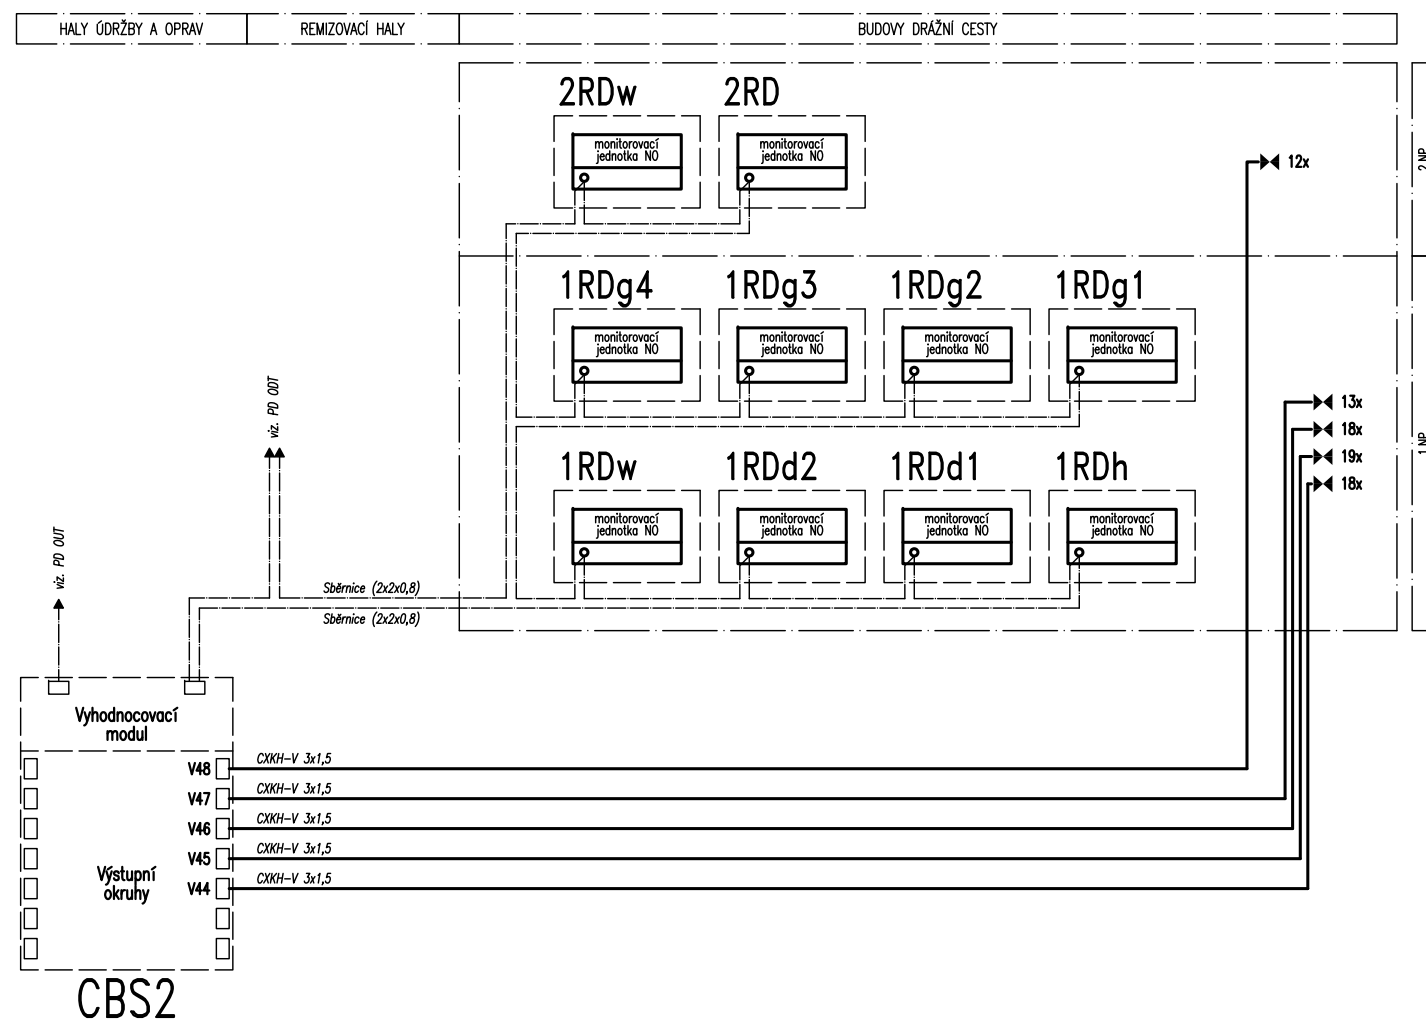 HALY ÚDRŽBY A OPRAV
REMIZOVACÍ HALY
BUDOVY DRÁŽNÍ CESTY
2RDw
2RD
monitorovací
jednotka NO
monitorovací
jednotka NO
12x
2.NP
1RDg4
1RDg3
1RDg2
1RDg1
monitorovací
jednotka NO
monitorovací
jednotka NO
monitorovací
jednotka NO
monitorovací
jednotka NO
viz. PD ODT
13x
18x
19x
18x
1.NP
1RDw
1RDd2
1RDd1
1RDh
monitorovací
jednotka NO
monitorovací
jednotka NO
monitorovací
jednotka NO
monitorovací
jednotka NO
viz. PD OUT
Sběrnice (2x2x0,8)
Sběrnice (2x2x0,8)
Vyhodnocovací
modul
V48
CXKH-V 3x1,5
V47
CXKH-V 3x1,5
V46
CXKH-V 3x1,5
V45
CXKH-V 3x1,5
Výstupní
okruhy
V44
CXKH-V 3x1,5
CBS2